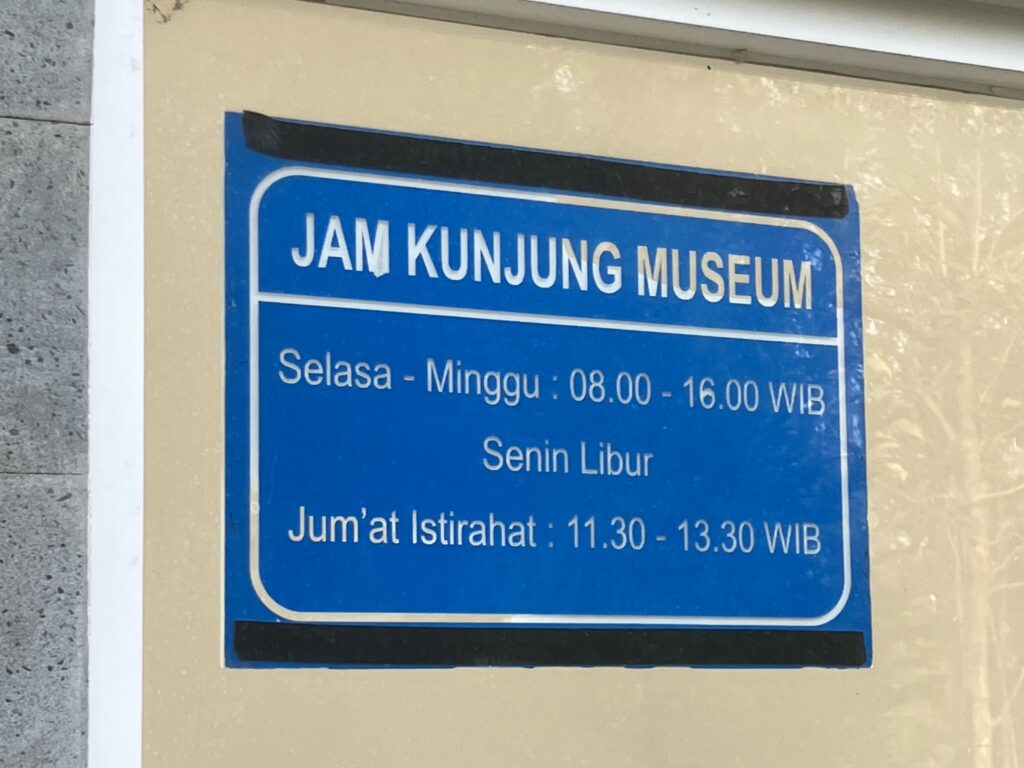 JAM KUNJUNG MUSEUM
Selasa - Minggu : 08.00 - 16.00 WIB
Senin Libur
Jum'at Istirahat : 11.30 - 13.30 WIB